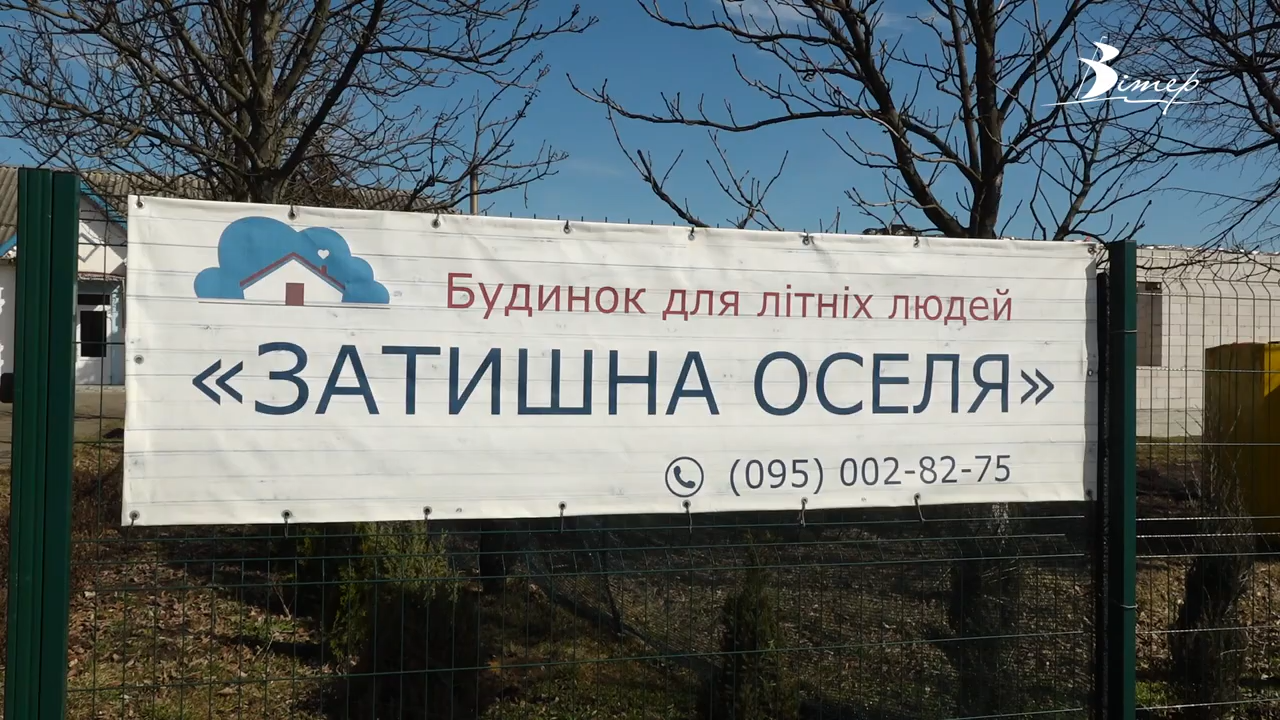 Вітер
Будинок для літніх людей
«ЗАТИШНА ОСЕЛЯ»
(095) 002-82-75